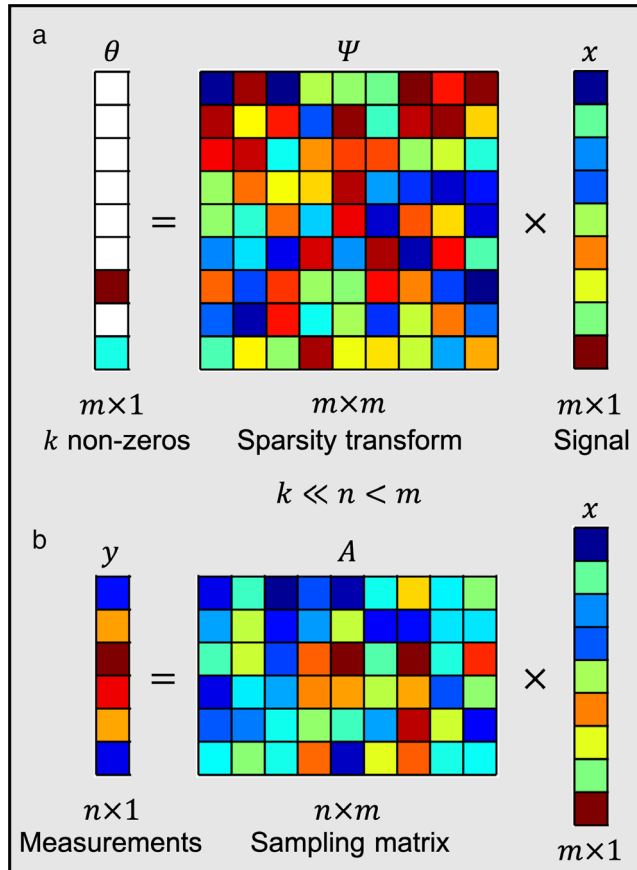 a
θ Ψ x
= ×
m×1 m×m m×1
k non-zeros Sparsity transform Signal
k ≪ n < m
b
y A x
= ×
n×1 n×m
Measurements Sampling matrix
m×1